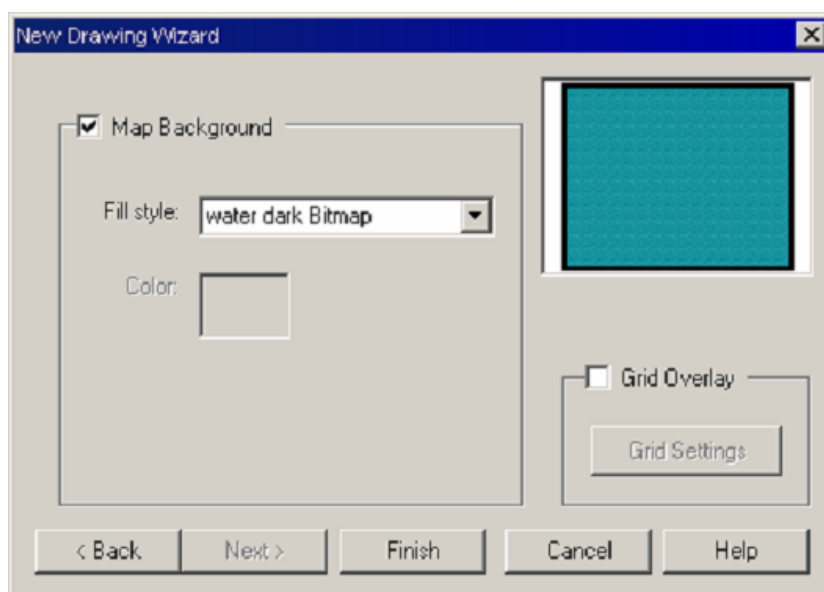 New Drawing Wizard
Map Background
Fill style:
water dark Bitmap
Color:
Grid Overlay
Grid Settings
< Back
Next >
Finish
Cancel
Help